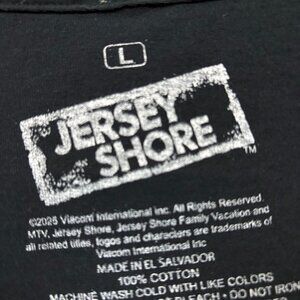 L
JERSEY
SHORE
TM
©2025 Viacom International Inc. All Rights Reserved.
MTV, Jersey Shore, Jersey Shore Family Vacation and
all related titles, logos and characters are trademarks of
Viacom International Inc
MADE IN EL SALVADOR
100% COTTON
MACHINE WASH COLD WITH LIKE COLORS
BLEACH • DO NOT IRON